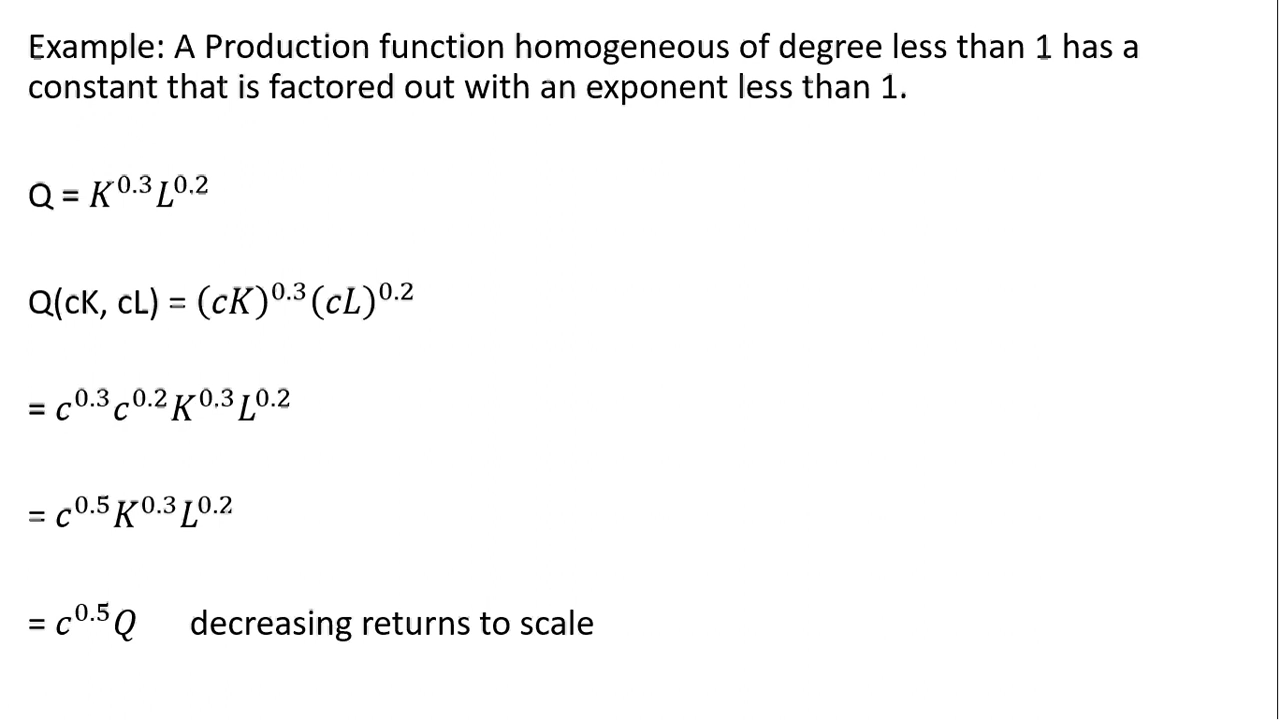 Example: A Production function homogeneous of degree less than 1 has a
constant that is factored out with an exponent less than 1.
Q = K^0.3 L^0.2
Q(cK, cL) = (cK)^0.3 (cL)^0.2
= c^0.3 c^0.2 K^0.3 L^0.2
= c^0.5 K^0.3 L^0.2
= c^0.5 Q decreasing returns to scale